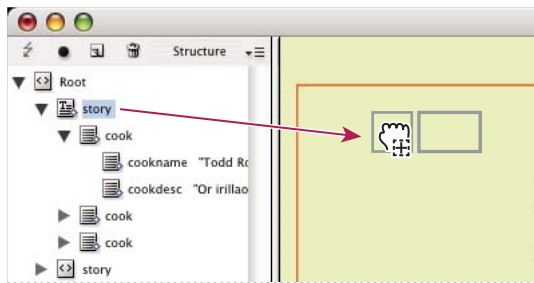 Structure
Root
story
cook
cookname "Todd Ro
cookdesc "Or irillao
cook
cook
story